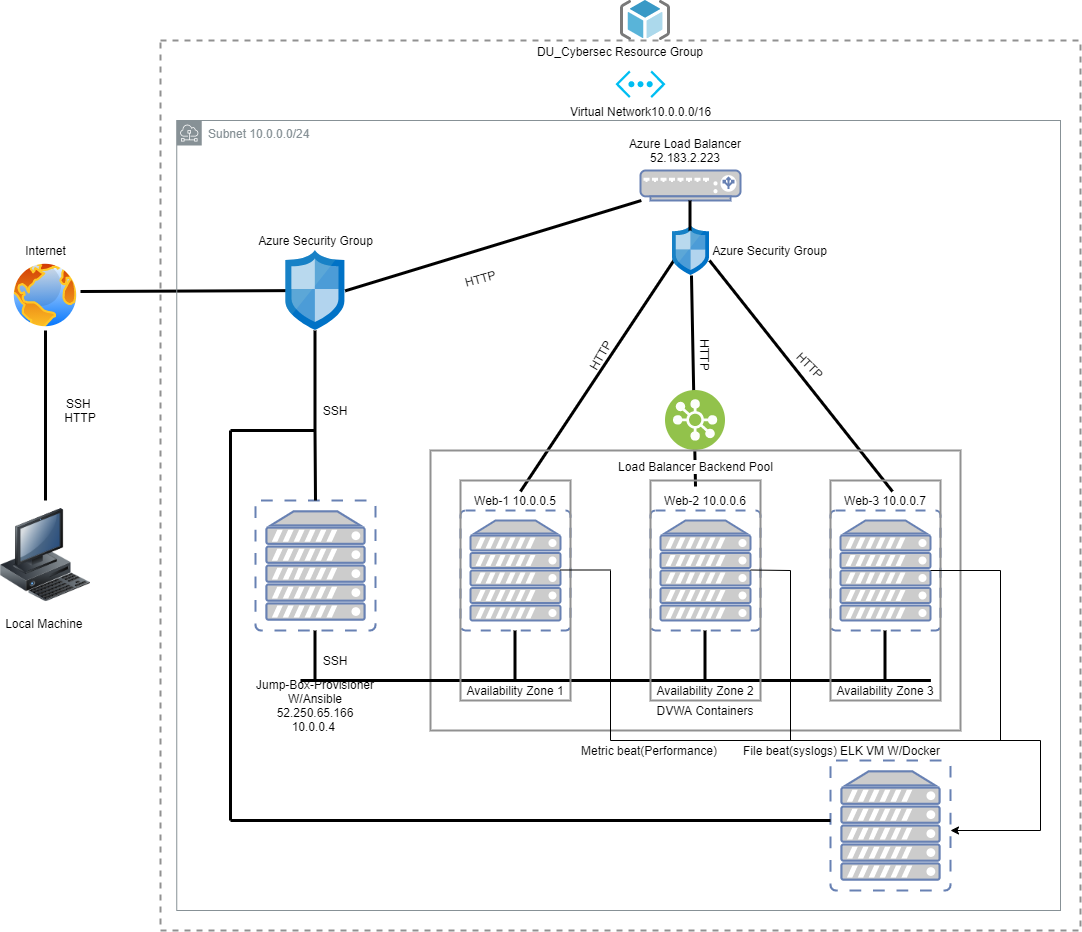 DU_Cybersec Resource Group
Virtual Network10.0.0.0/16
Subnet 10.0.0.0/24
Azure Load Balancer
52.183.2.223
Azure Security Group
Azure Security Group
Internet
HTTP
SSH
HTTP
HTTP
HTTP
HTTP
SSH
Load Balancer Backend Pool
Web-1 10.0.0.5
Web-2 10.0.0.6
Web-3 10.0.0.7
Local Machine
SSH
Jump-Box-Provisioner
W/Ansible
52.250.65.166
10.0.0.4
Availability Zone 1
Availability Zone 2
Availability Zone 3
DVWA Containers
Metric beat(Performance)
File beat(syslogs)
ELK VM W/Docker